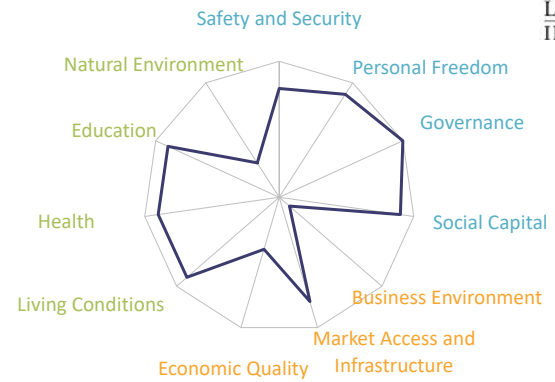 Safety and Security
Natural Environment
Personal Freedom
Governance
Education
Health
Social Capital
Business Environment
Living Conditions
Market Access and
Infrastructure
Economic Quality